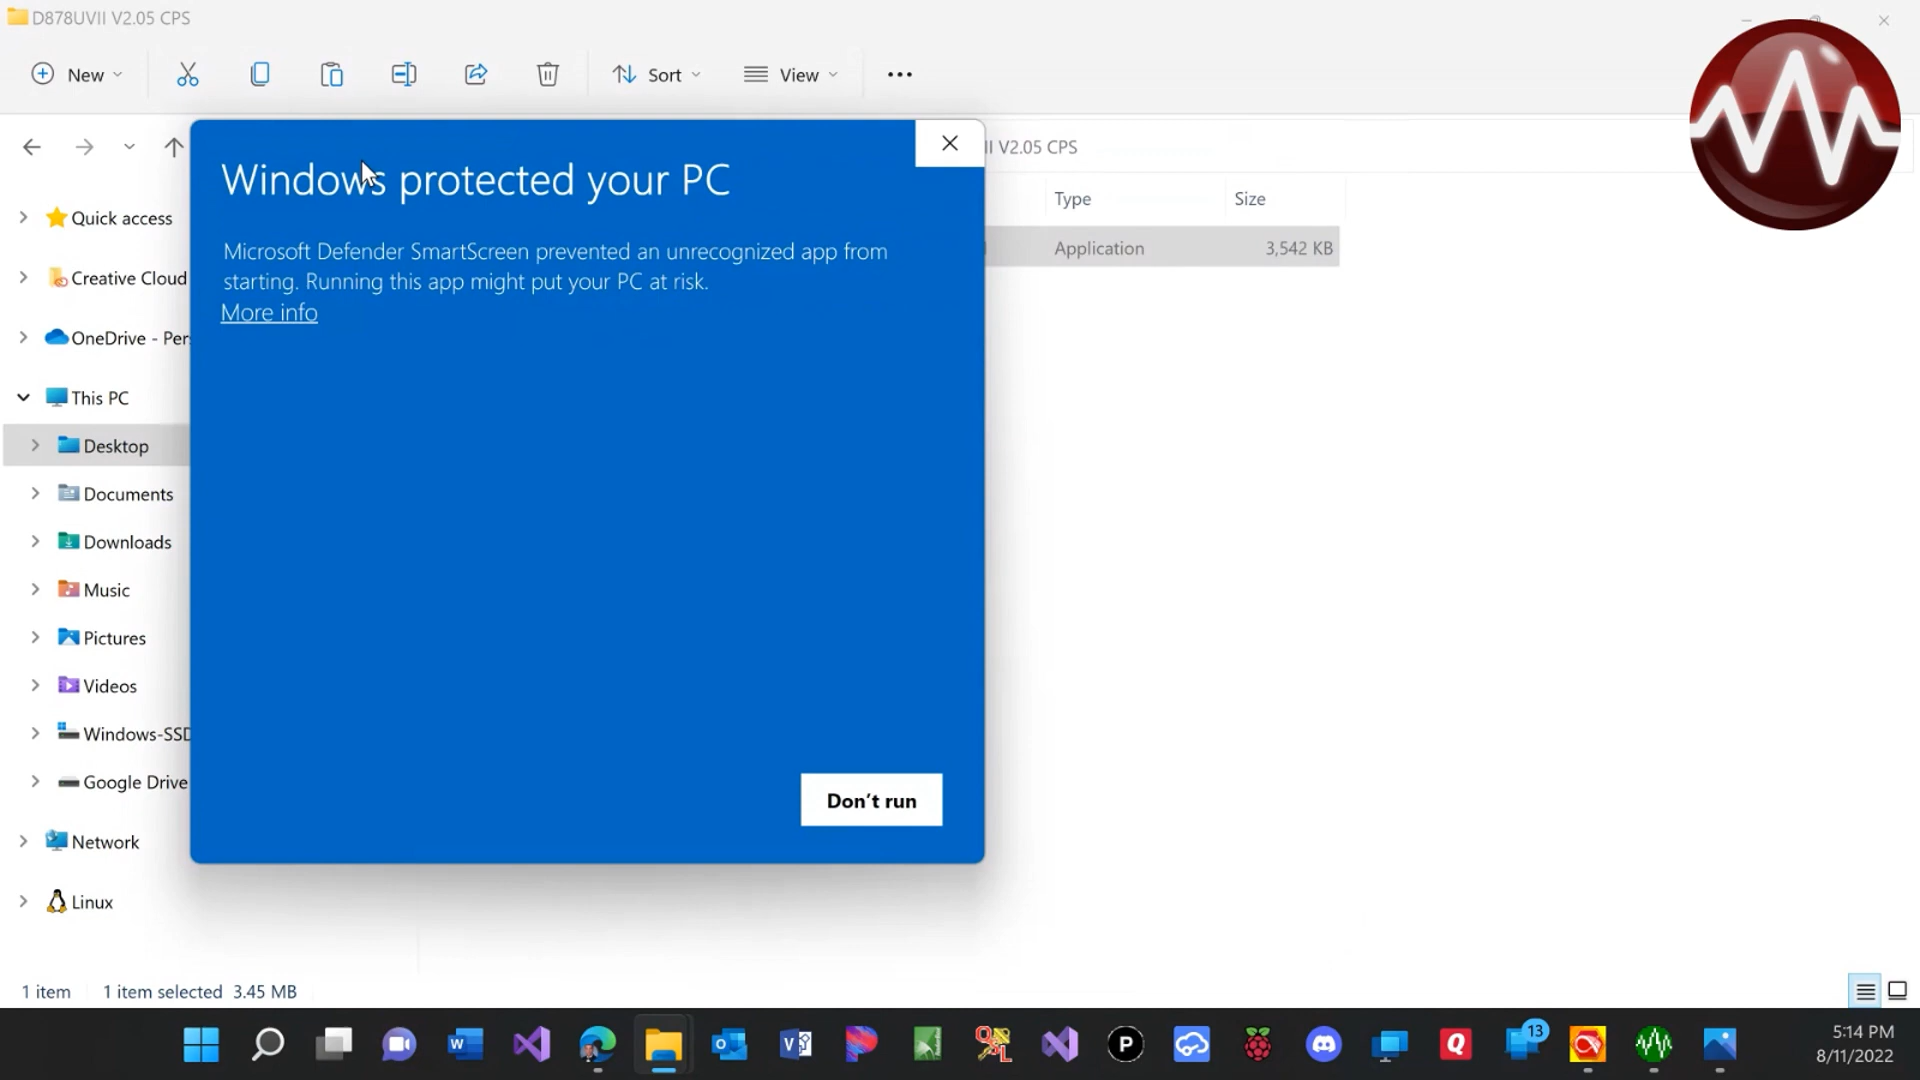 D878UVII V2.05 CPS
New
Sort
View
II V2.05 CPS
Windows protected your PC
Microsoft Defender SmartScreen prevented an unrecognized app from
starting. Running this app might put your PC at risk.
More info
Don't run
Type
Size
Application
3,542 KB
Quick access
Creative Cloud
OneDrive - Pers
This PC
Desktop
Documents
Downloads
Music
Pictures
Videos
Windows-SSD
Google Drive
Network
Linux
1 item
1 item selected 3.45 MB
13
5:14 PM
8/11/2022